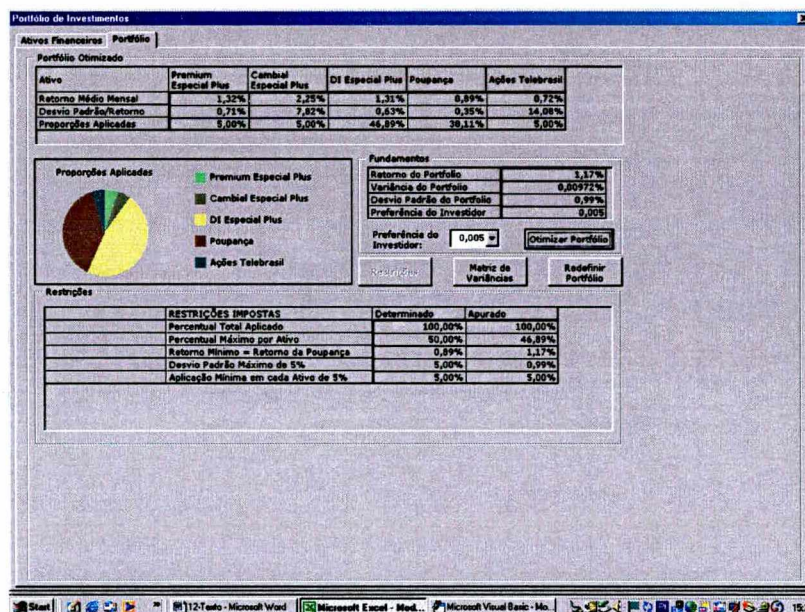 Portfólio de Investimentos
Ativos Financeiros Portfólio
Portfólio Otimizado
Ativo Premium Especial Plus Cambial Especial Plus DI Especial Plus Poupança Ações Telebrasil
Retorno Médio Mensal 1,32% 2,25% 1,31% 0,89% 0,72%
Desvio Padrão/Retorno 0,71% 7,82% 0,63% 0,35% 14,08%
Proporções Aplicadas 5,00% 5,00% 46,89% 38,11% 5,00%
Proporções Aplicadas
Premium Especial Plus
Cambial Especial Plus
DI Especial Plus
Poupança
Ações Telebrasil
Fundamentos
Retorno do Portfolio 1,17%
Variância do Portfolio 0,00972%
Desvio Padrão do Portfolio 0,99%
Preferência do Investidor 0,005
Preferência do Investidor: 0,005 Otimizar Portfólio
Restrições Matriz de Variâncias Redefinir Portfólio
Restrições
RESTRIÇÕES IMPOSTAS Determinado Apurado
Percentual Total Aplicado 100,00% 100,00%
Percentual Máximo por Ativo 50,00% 46,89%
Retorno Mínimo = Retorno da Poupança 0,89% 1,17%
Desvio Padrão Máximo de 5% 5,00% 0,99%
Aplicação Mínima em cada Ativo de 5% 5,00% 5,00%
Start 12-Texto - Microsoft Word Microsoft Excel - Mod... Microsoft Visual Basic - Mo...